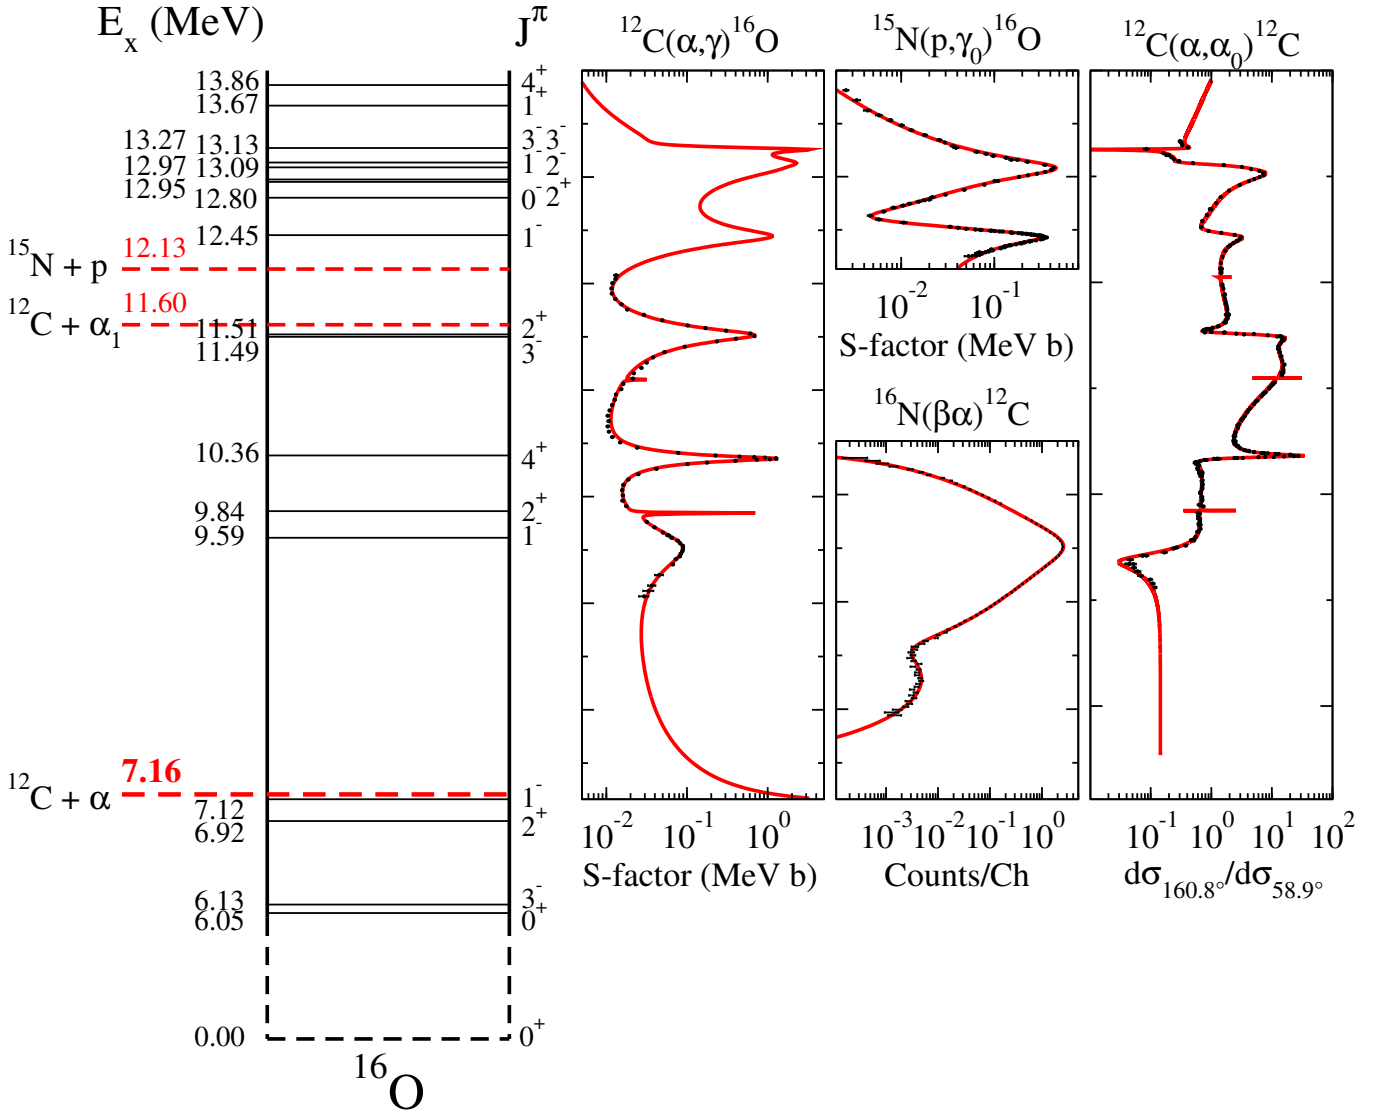 Eₓ (MeV)
J^π
13.86 4⁺
13.67 1⁺
13.27 13.13 3⁻3⁻
12.97 13.09 1⁻2⁻
12.95 12.80 0⁻2⁺
12.45 1⁻
¹⁵N + p 12.13
¹²C + α₁ 11.60
11.51 2⁺
11.49 3⁻
10.36 4⁺
9.84 2⁺
9.59 1⁻
¹²C + α 7.16
7.12 1⁻
6.92 2⁺
6.13 3⁻
6.05 0⁺
0.00 0⁺
¹⁶O
¹²C(α,γ)¹⁶O
10⁻² 10⁻¹ 10⁰
S-factor (MeV b)
¹⁵N(p,γ₀)¹⁶O
10⁻² 10⁻¹
S-factor (MeV b)
¹⁶N(βα)¹²C
10⁻³ 10⁻² 10⁻¹ 10⁰
Counts/Ch
¹²C(α,α₀)¹²C
10⁻¹ 10⁰ 10¹ 10²
dσ₁₆₀.₈°/dσ₅₈.₉°